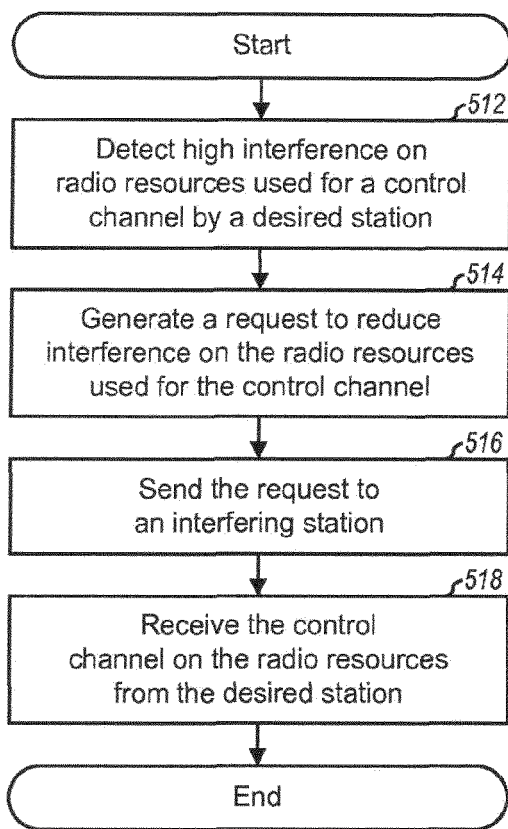 Start
512
Detect high interference on
radio resources used for a control
channel by a desired station
514
Generate a request to reduce
interference on the radio resources
used for the control channel
516
Send the request to
an interfering station
518
Receive the control
channel on the radio resources
from the desired station
End